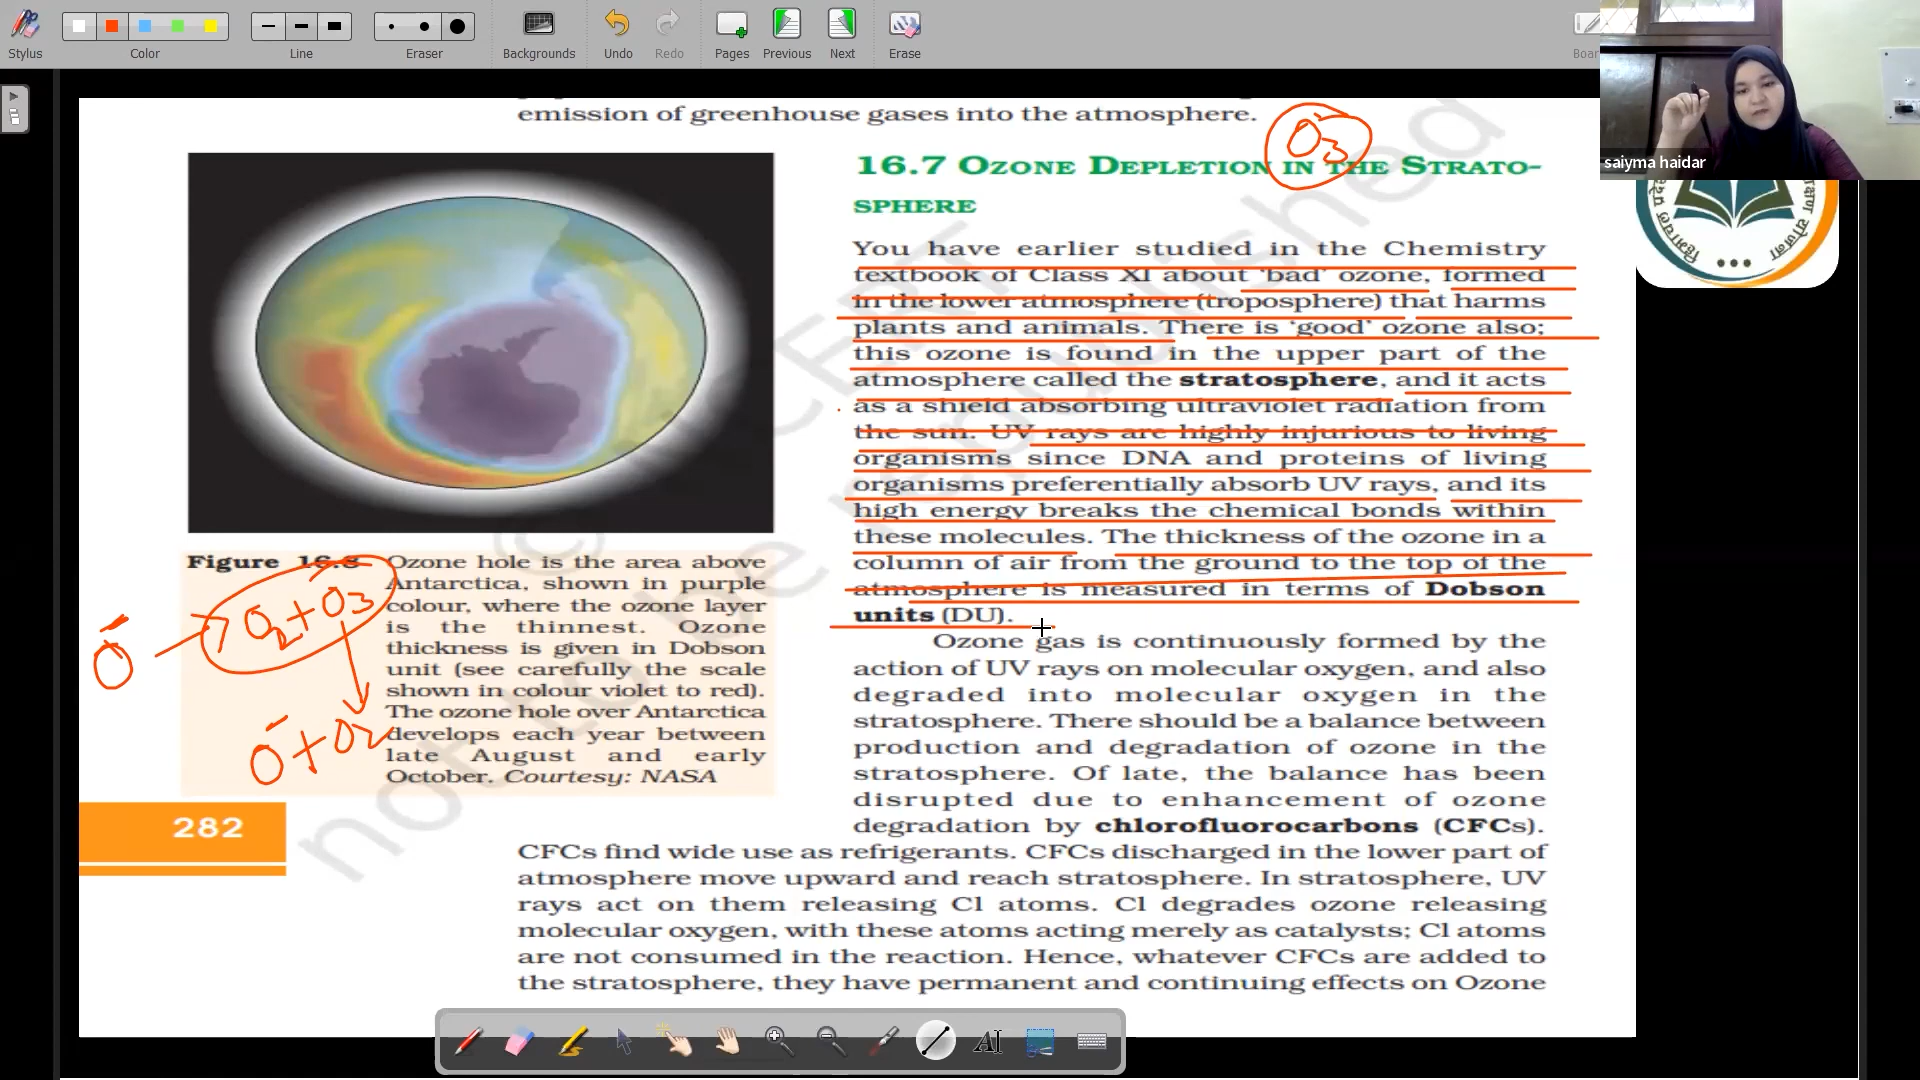 Stylus
Color
Line
Eraser
Backgrounds
Undo
Redo
Pages
Previous
Next
Erase
saiyma haidar
emission of greenhouse gases into the atmosphere.
O3
16.7 OZONE DEPLETION IN THE STRATO-
SPHERE
You have earlier studied in the Chemistry
textbook of Class XI about ‘bad’ ozone, formed
in the lower atmosphere (troposphere) that harms
plants and animals. There is ‘good’ ozone also;
this ozone is found in the upper part of the
atmosphere called the stratosphere, and it acts
as a shield absorbing ultraviolet radiation from
the sun. UV rays are highly injurious to living
organisms since DNA and proteins of living
organisms preferentially absorb UV rays, and its
high energy breaks the chemical bonds within
these molecules. The thickness of the ozone in a
column of air from the ground to the top of the
atmosphere is measured in terms of Dobson
units (DU).
Ozone gas is continuously formed by the
action of UV rays on molecular oxygen, and also
degraded into molecular oxygen in the
stratosphere. There should be a balance between
production and degradation of ozone in the
stratosphere. Of late, the balance has been
disrupted due to enhancement of ozone
degradation by chlorofluorocarbons (CFCs).
CFCs find wide use as refrigerants. CFCs discharged in the lower part of
atmosphere move upward and reach stratosphere. In stratosphere, UV
rays act on them releasing Cl atoms. Cl degrades ozone releasing
molecular oxygen, with these atoms acting merely as catalysts; Cl atoms
are not consumed in the reaction. Hence, whatever CFCs are added to
the stratosphere, they have permanent and continuing effects on Ozone
Figure 16.8 Ozone hole is the area above
Antarctica, shown in purple
colour, where the ozone layer
is the thinnest. Ozone
thickness is given in Dobson
unit (see carefully the scale
shown in colour violet to red).
The ozone hole over Antarctica
develops each year between
late August and early
October. Courtesy: NASA
O → O2 + O3
O + O2
282
not to be republished